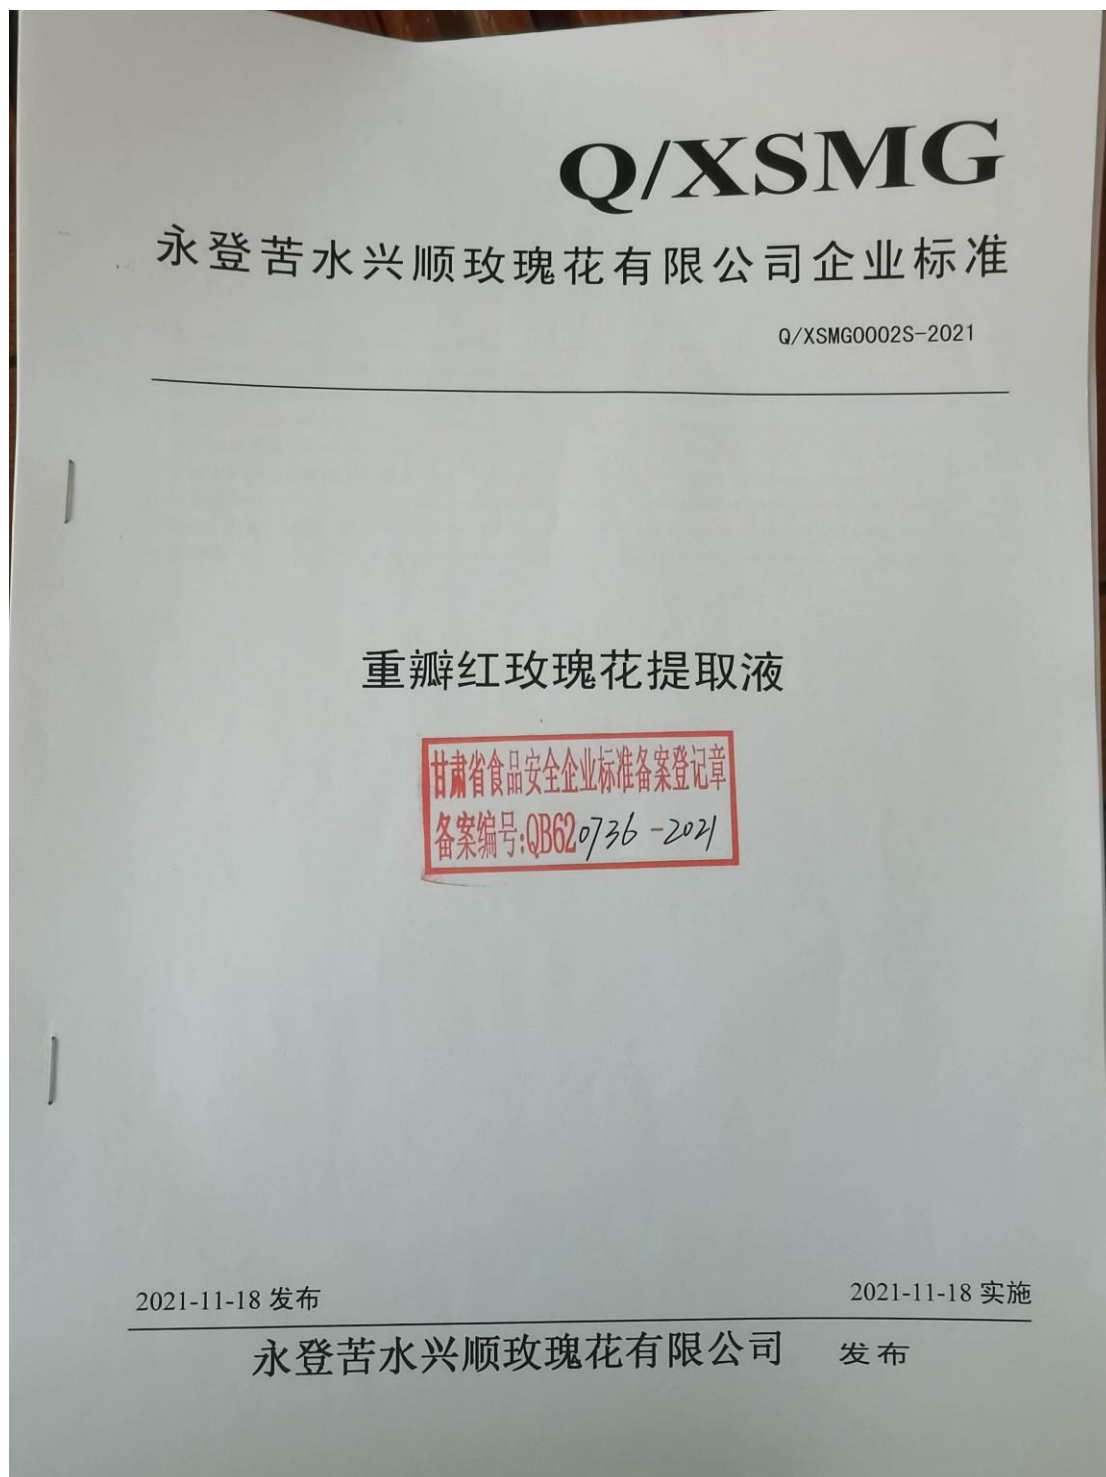 Q/XSMG
永登苦水兴顺玫瑰花有限公司企业标准
Q/XSMG0002S-2021
重瓣红玫瑰花提取液
甘肃省食品安全企业标准备案登记章
备案编号:QB620736-2021
2021-11-18 发布
2021-11-18 实施
永登苦水兴顺玫瑰花有限公司 发布